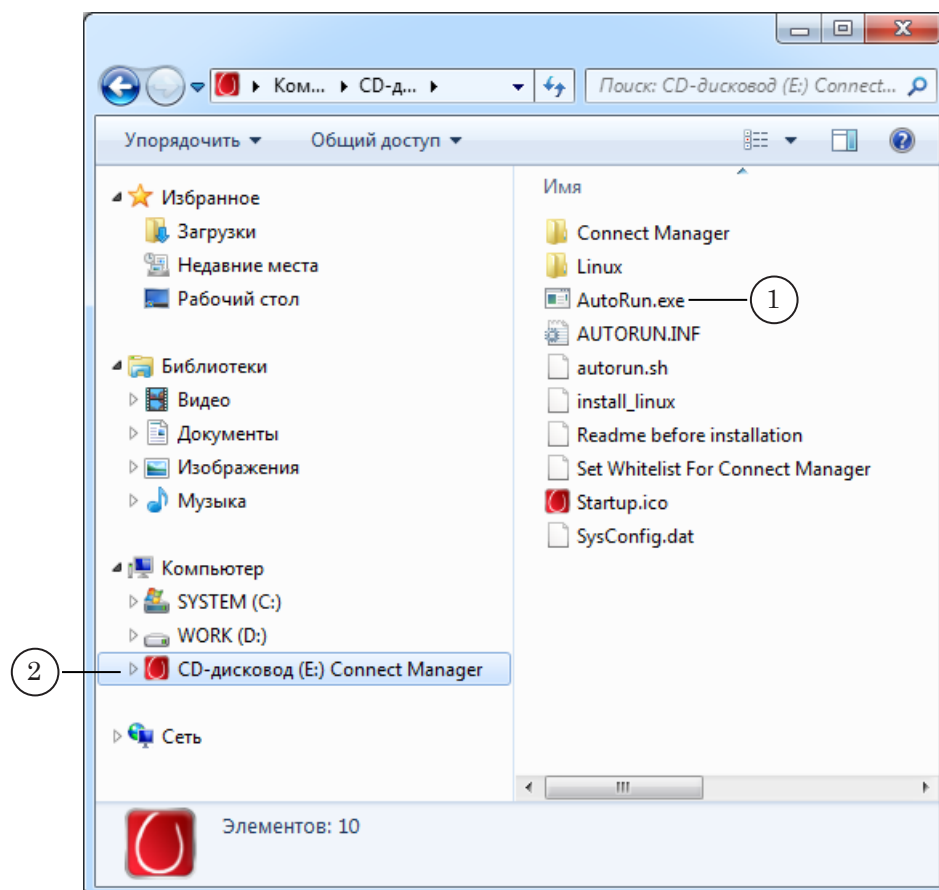 Ком... CD-д... Поиск: CD-дисковод (E:) Connect...
Упорядочить Общий доступ
Имя
Избранное
Загрузки
Недавние места
Рабочий стол
Библиотеки
Видео
Документы
Изображения
Музыка
Компьютер
SYSTEM (C:)
WORK (D:)
2 CD-дисковод (E:) Connect Manager
Сеть
Connect Manager
Linux
AutoRun.exe 1
AUTORUN.INF
autorun.sh
install_linux
Readme before installation
Set Whitelist For Connect Manager
Startup.ico
SysConfig.dat
Элементов: 10